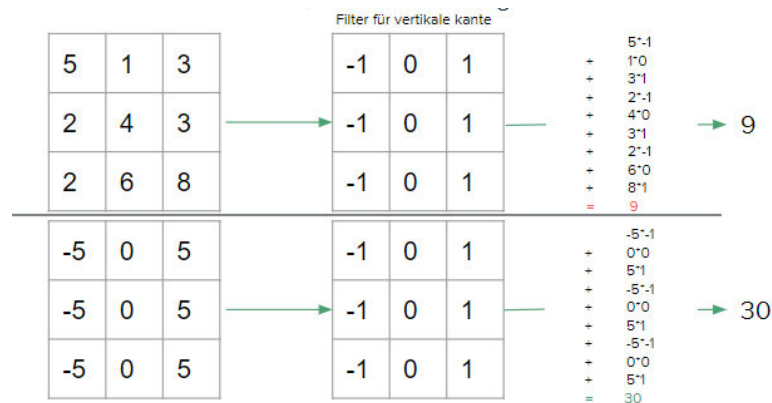 Filter für vertikale kante
5 1 3
2 4 3
2 6 8
-1 0 1
-1 0 1
-1 0 1
5*-1
+ 1*0
+ 3*1
+ 2*-1
+ 4*0
+ 3*1
+ 2*-1
+ 6*0
+ 8*1
= 9
9
-5 0 5
-5 0 5
-5 0 5
-1 0 1
-1 0 1
-1 0 1
-5*-1
+ 0*0
+ 5*1
+ -5*-1
+ 0*0
+ 5*1
+ -5*-1
+ 0*0
+ 5*1
= 30
30